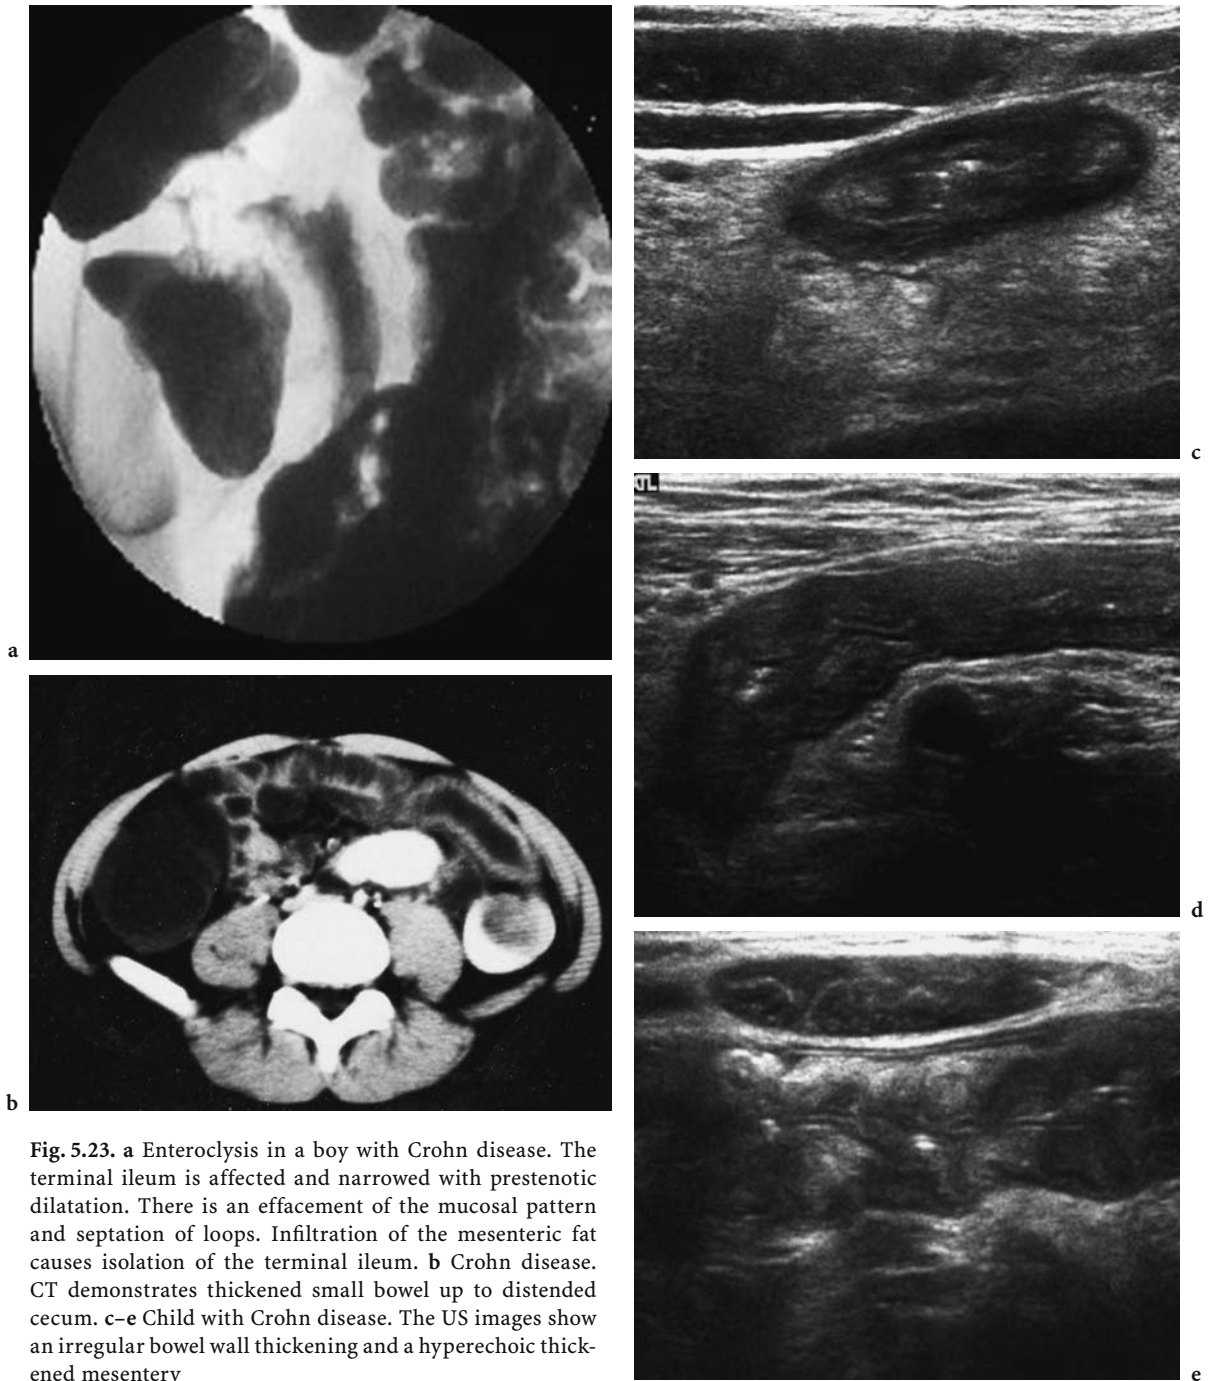 c
TL
a
d
b
e
Fig. 5.23. a Enteroclysis in a boy with Crohn disease. The
terminal ileum is affected and narrowed with prestenotic
dilatation. There is an effacement of the mucosal pattern
and septation of loops. Infiltration of the mesenteric fat
causes isolation of the terminal ileum. b Crohn disease.
CT demonstrates thickened small bowel up to distended
cecum. c–e Child with Crohn disease. The US images show
an irregular bowel wall thickening and a hyperechoic thick-
ened mesentery